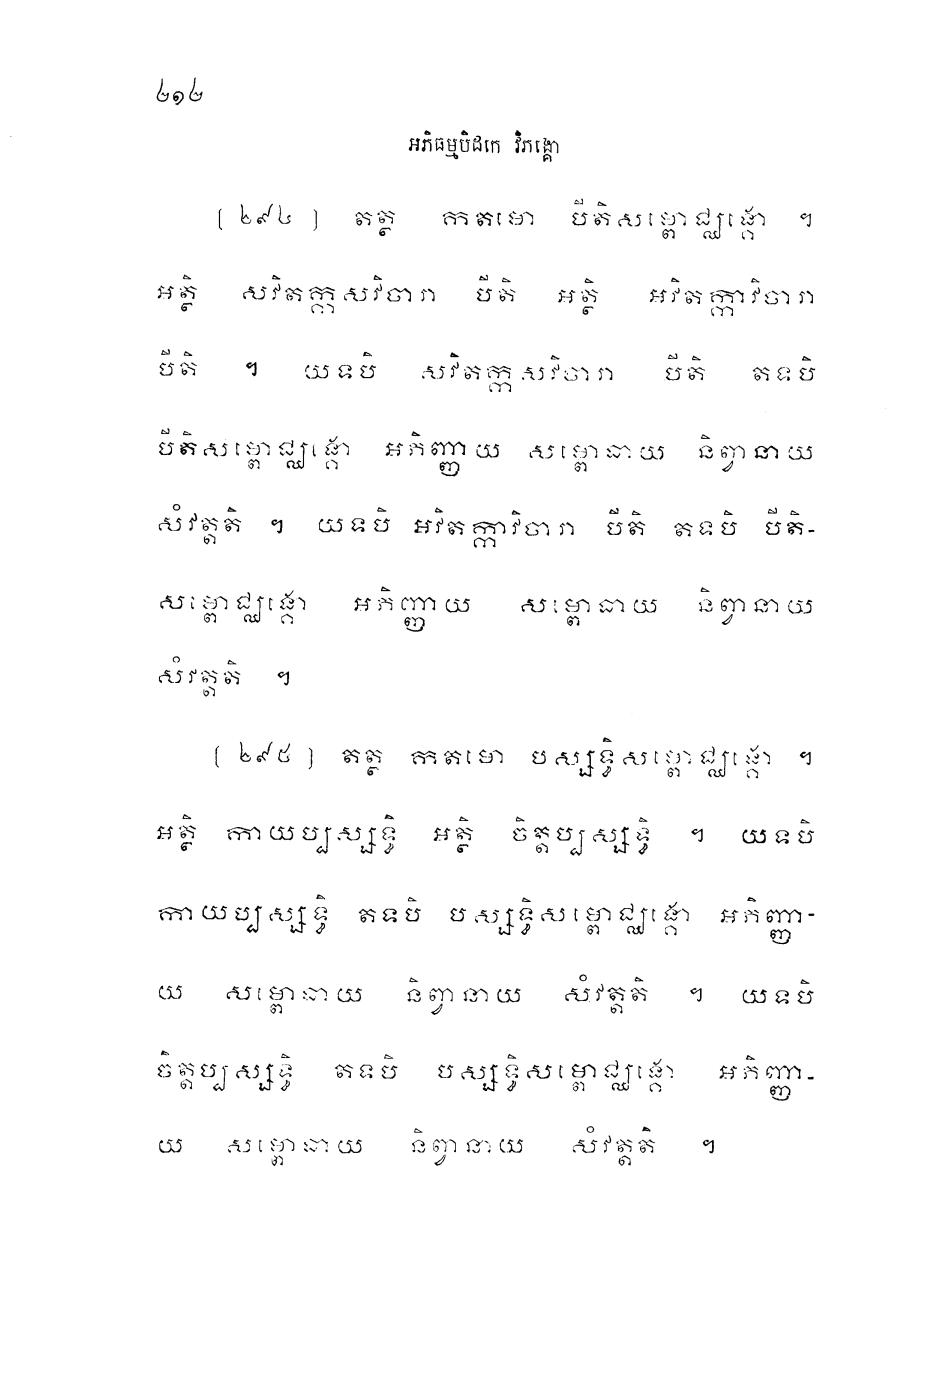 ២១២
អភិធម្មបិដកេ វិភង្គោ
[ ២៩៤ ] តត្ថ កតមោ បីតិសម្ពោជ្ឈង្គោ ។
អត្ថិ សវិតក្កសវិចារា បីតិ អត្ថិ អវិតក្កាវិចារា
បីតិ ។ យទបិ សវិតក្កសវិចារា បីតិ តទបិ
បីតិសម្ពោជ្ឈង្គោ អភិញ្ញាយ សម្ពោធាយ និព្វានាយ
សំវត្តតិ ។ យទបិ អវិតក្កាវិចារា បីតិ តទបិ បីតិ-
សម្ពោជ្ឈង្គោ អភិញ្ញាយ សម្ពោធាយ និព្វានាយ
សំវត្តតិ ។
[ ២៩៥ ] តត្ថ កតមោ បស្សទ្ធិសម្ពោជ្ឈង្គោ ។
អត្ថិ កាយប្បស្សទ្ធិ អត្ថិ ចិត្តប្បស្សទ្ធិ ។ យទបិ
កាយប្បស្សទ្ធិ តទបិ បស្សទ្ធិសម្ពោជ្ឈង្គោ អភិញ្ញា-
យ សម្ពោធាយ និព្វានាយ សំវត្តតិ ។ យទបិ
ចិត្តប្បស្សទ្ធិ តទបិ បស្សទ្ធិសម្ពោជ្ឈង្គោ អភិញ្ញា-
យ សម្ពោធាយ និព្វានាយ សំវត្តតិ ។